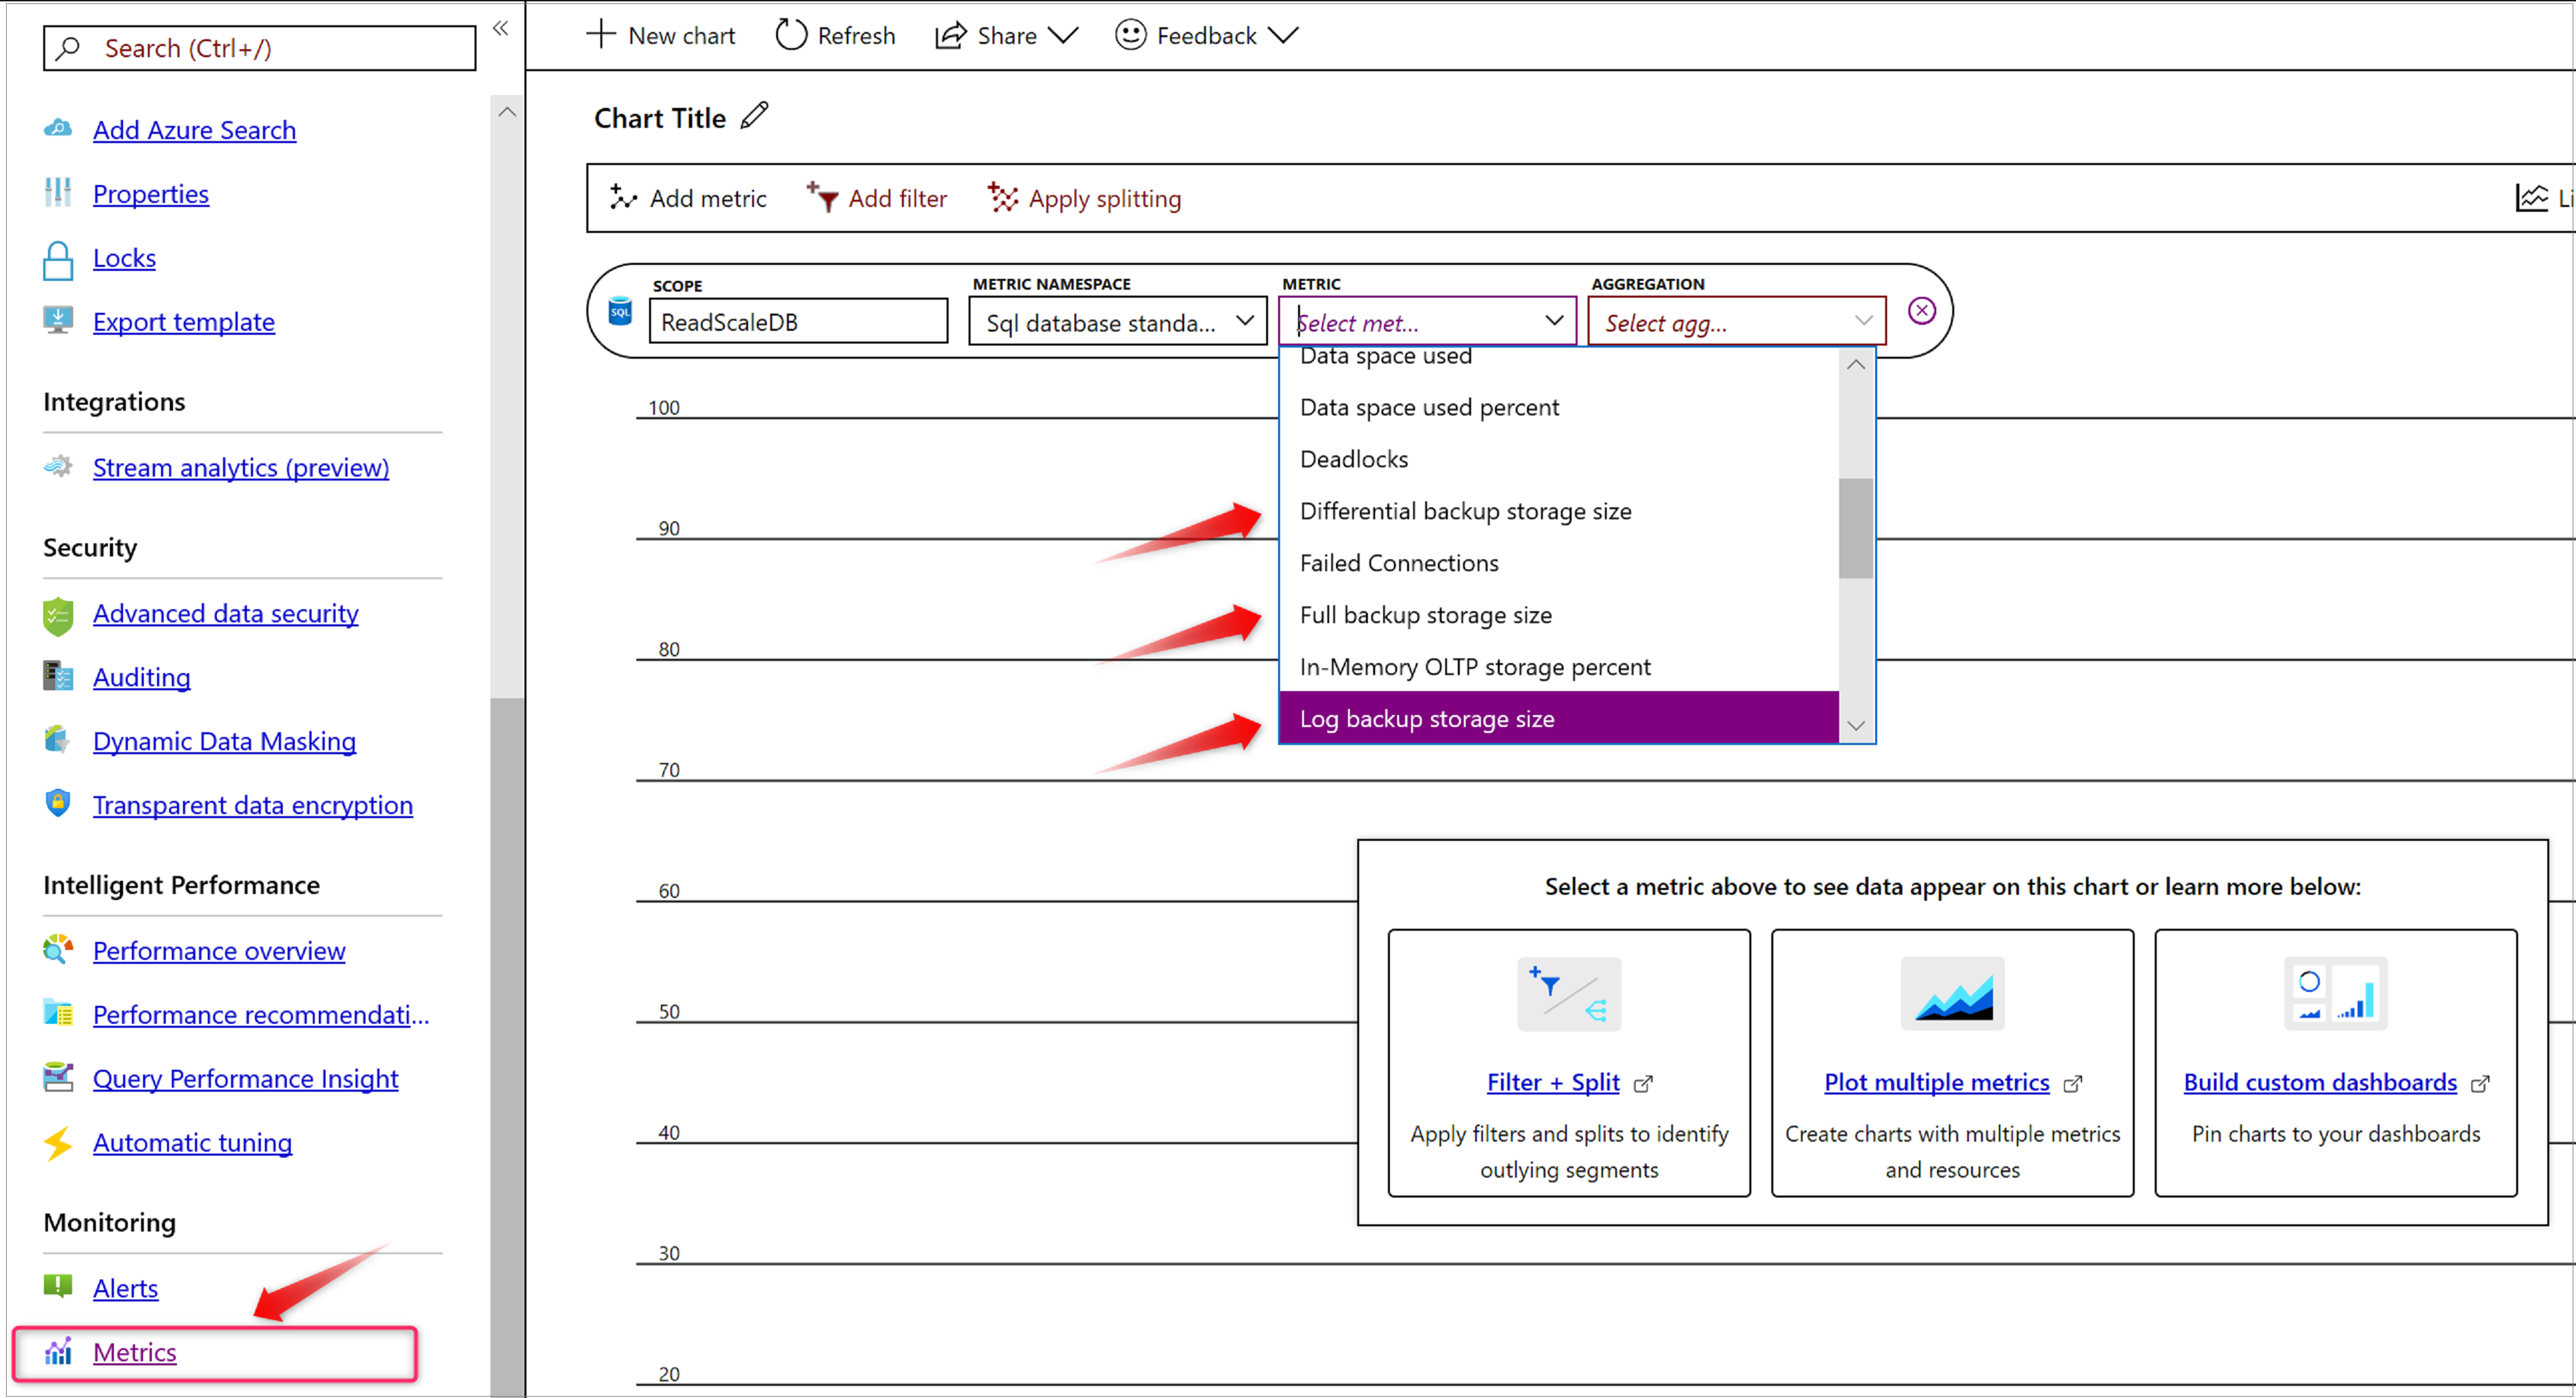 Search (Ctrl+/)
Add Azure Search
Properties
Locks
Export template
Integrations
Stream analytics (preview)
Security
Advanced data security
Auditing
Dynamic Data Masking
Transparent data encryption
Intelligent Performance
Performance overview
Performance recommendati...
Query Performance Insight
Automatic tuning
Monitoring
Alerts
Metrics
New chart Refresh Share Feedback
Chart Title
Add metric Add filter Apply splitting Li
SCOPE METRIC NAMESPACE METRIC AGGREGATION
SQL ReadScaleDB Sql database standa... Select met... Select agg...
Data space used
Data space used percent
Deadlocks
Differential backup storage size
Failed Connections
Full backup storage size
In-Memory OLTP storage percent
Log backup storage size
100
90
80
70
60
50
40
30
20
Select a metric above to see data appear on this chart or learn more below:
Filter + Split
Apply filters and splits to identify
outlying segments
Plot multiple metrics
Create charts with multiple metrics
and resources
Build custom dashboards
Pin charts to your dashboards